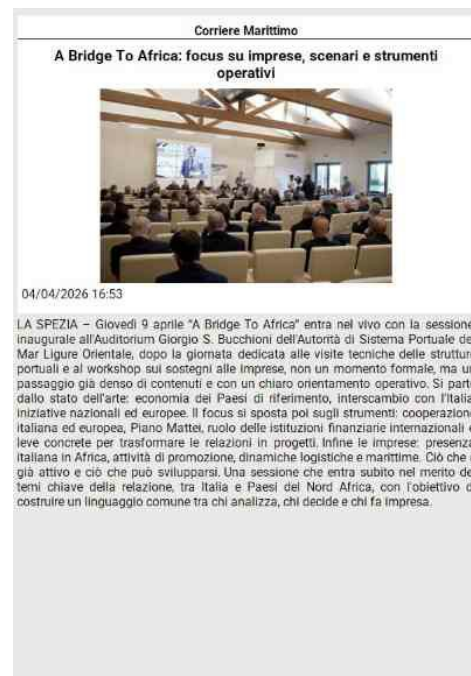 Corriere Marittimo
A Bridge To Africa: focus su imprese, scenari e strumenti
operativi
04/04/2026 16:53
LA SPEZIA – Giovedì 9 aprile "A Bridge To Africa" entra nel vivo con la sessione
inaugurale all'Auditorium Giorgio S. Bucchioni dell'Autorità di Sistema Portuale de
Mar Ligure Orientale, dopo la giornata dedicata alle visite tecniche delle struttur
portuali e al workshop sui sostegni alle imprese, non un momento formale, ma un
passaggio già denso di contenuti e con un chiaro orientamento operativo. Si parte
dallo stato dell'arte: economia dei Paesi di riferimento, interscambio con l'Italia
iniziative nazionali ed europee. Il focus si sposta poi sugli strumenti: cooperazione
italiana ed europea, Piano Mattei, ruolo delle istituzioni finanziarie internazionali e
leve concrete per trasformare le relazioni in progetti. Infine le imprese: presenza
italiana in Africa, attività di promozione, dinamiche logistiche e marittime. Ciò che
già attivo e ciò che può svilupparsi. Una sessione che entra subito nel merito de
temi chiave della relazione, tra Italia e Paesi del Nord Africa, con l'obiettivo d
costruire un linguaggio comune tra chi analizza, chi decide e chi fa impresa.